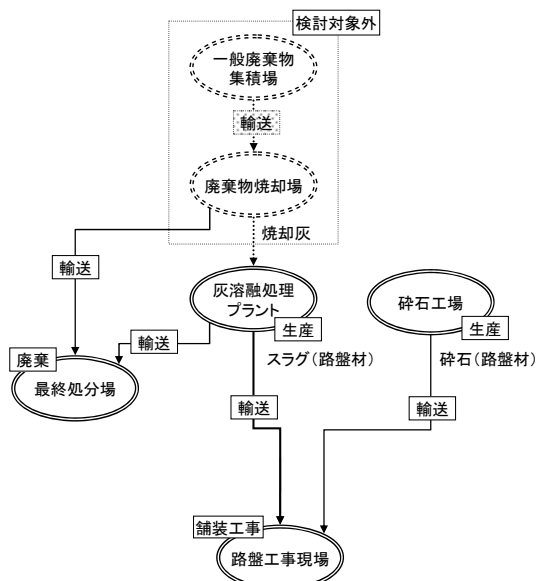 検討対象外
一般廃棄物
集積場
輸送
廃棄物焼却場
焼却灰
輸送
灰溶融処理
プラント
生産
砕石工場
生産
輸送
廃棄
最終処分場
スラグ（路盤材）
砕石（路盤材）
輸送
輸送
舗装工事
路盤工事現場